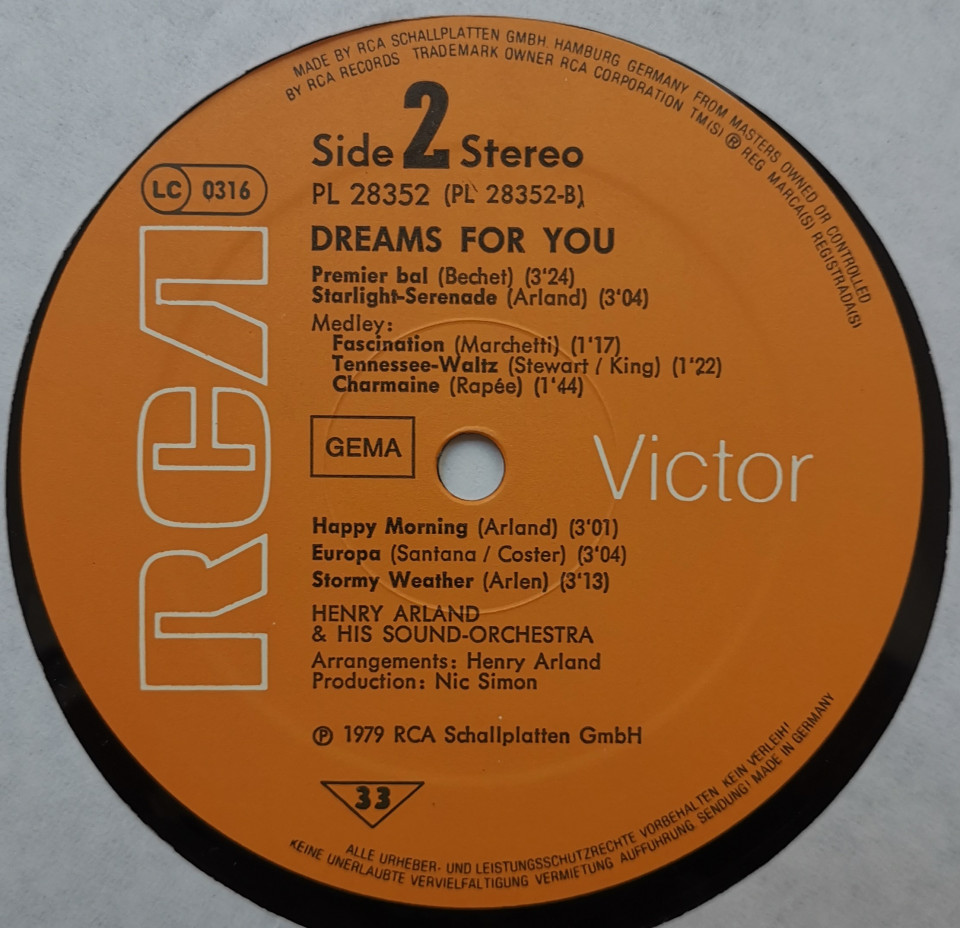 MADE BY RCA SCHALLPLATTEN GMBH. HAMBURG GERMANY FROM MASTERS OWNED OR CONTROLLED
BY RCA RECORDS TRADEMARK OWNER RCA CORPORATION TM(S) ® REG MARCA(S) REGISTRADA(S)
Side 2 Stereo
LC 0316
PL 28352 (PL 28352-B)
DREAMS FOR YOU
Premier bal (Bechet) (3'24)
Starlight-Serenade (Arland) (3'04)
Medley:
Fascination (Marchetti) (1'17)
Tennessee-Waltz (Stewart / King) (1'22)
Charmaine (Rapée) (1'44)
RCA
GEMA
Victor
Happy Morning (Arland) (3'01)
Europa (Santana / Coster) (3'04)
Stormy Weather (Arlen) (3'13)
HENRY ARLAND
& HIS SOUND-ORCHESTRA
Arrangements: Henry Arland
Production: Nic Simon
℗ 1979 RCA Schallplatten GmbH
33
ALLE URHEBER- UND LEISTUNGSSCHUTZRECHTE VORBEHALTEN. KEIN VERLEIH!
KEINE UNERLAUBTE VERVIELFÄLTIGUNG VERMIETUNG AUFFÜHRUNG SENDUNG! MADE IN GERMANY